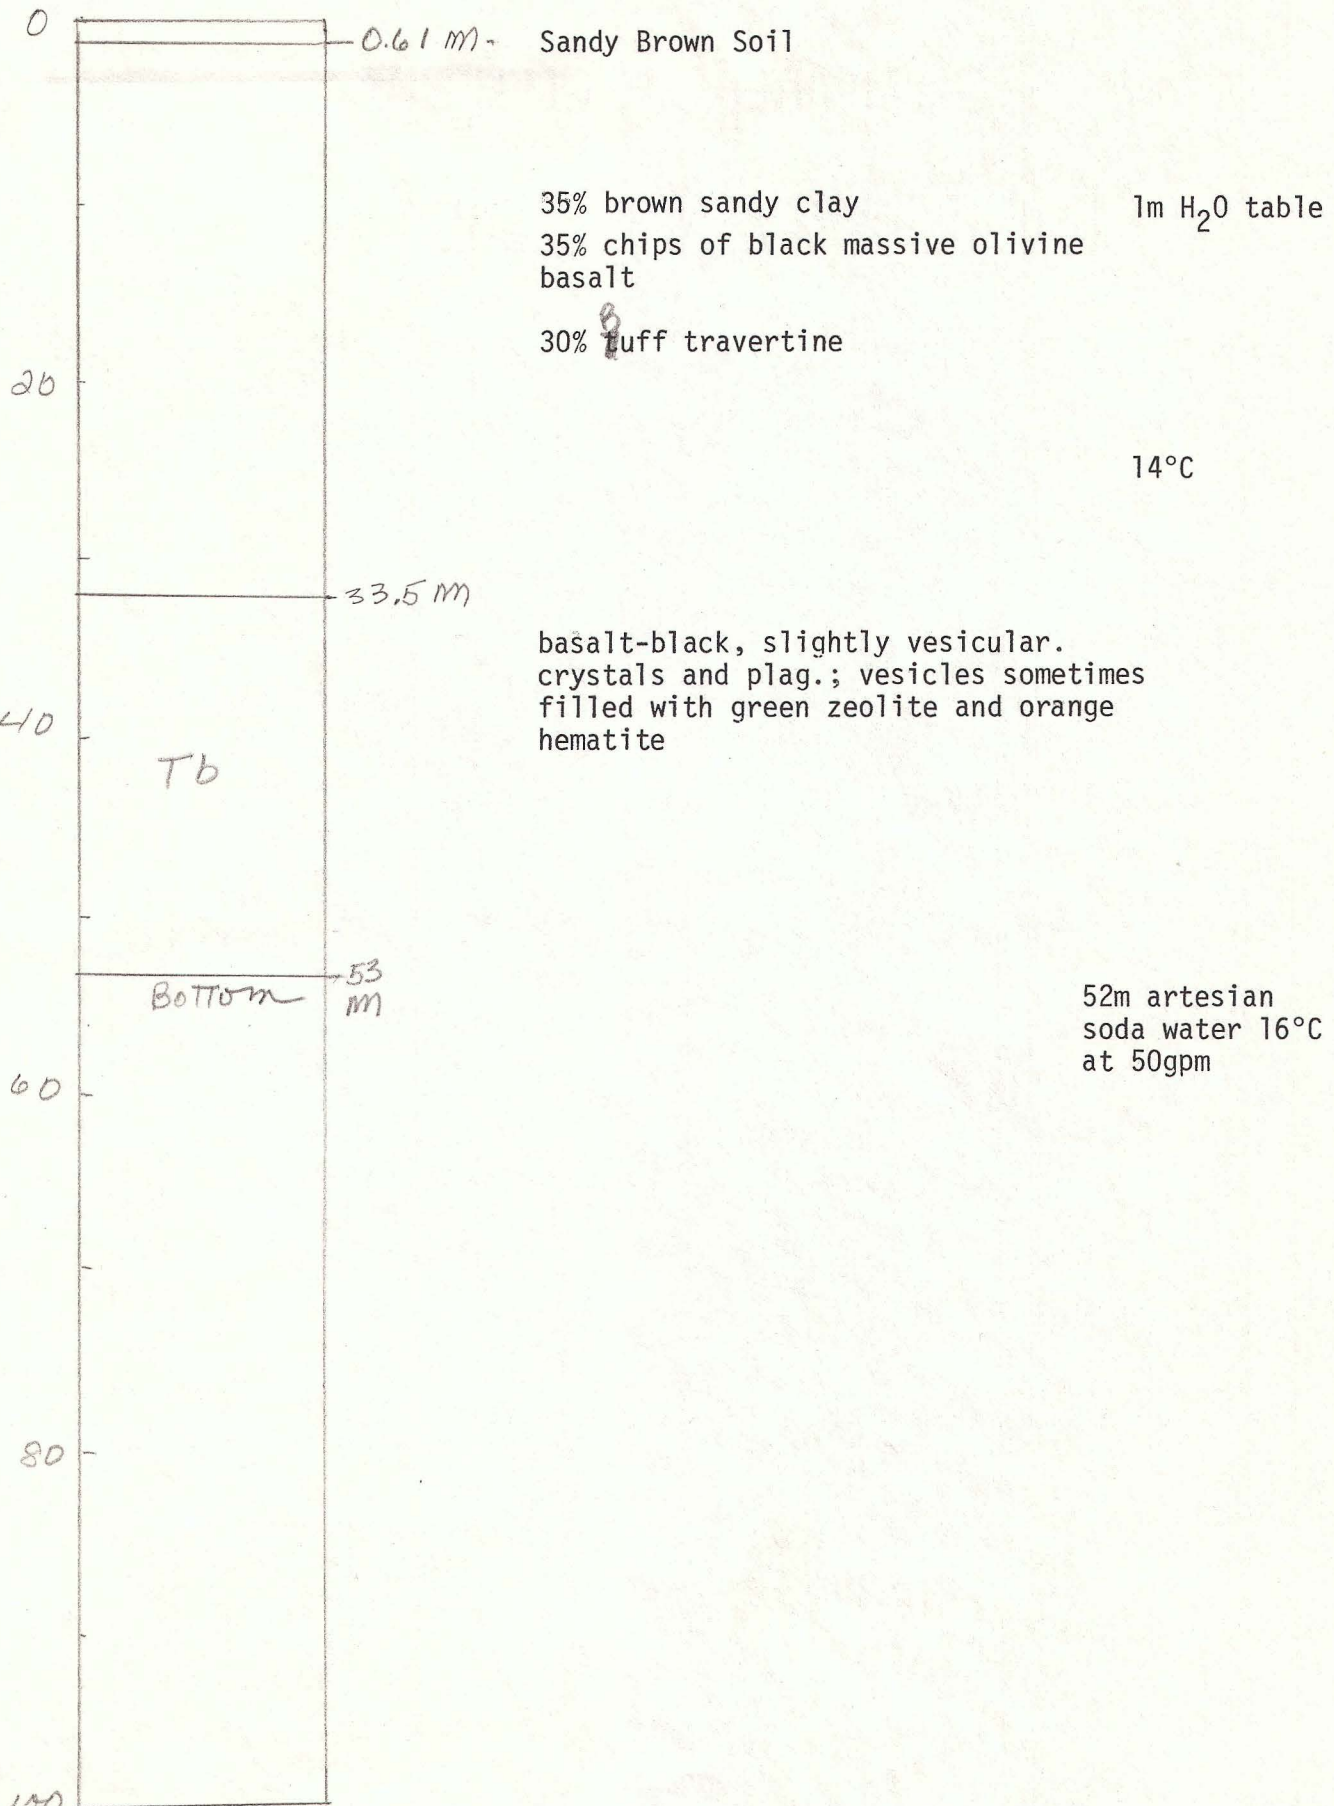 0
0.61 m - Sandy Brown Soil
35% brown sandy clay 1m H₂O table
35% chips of black massive olivine
basalt
30% Buff travertine
20
14°C
33.5 m
basalt-black, slightly vesicular.
crystals and plag.; vesicles sometimes
filled with green zeolite and orange
hematite
40
Tb
53
m
Bottom
52m artesian
soda water 16°C
at 50gpm
60
80
100